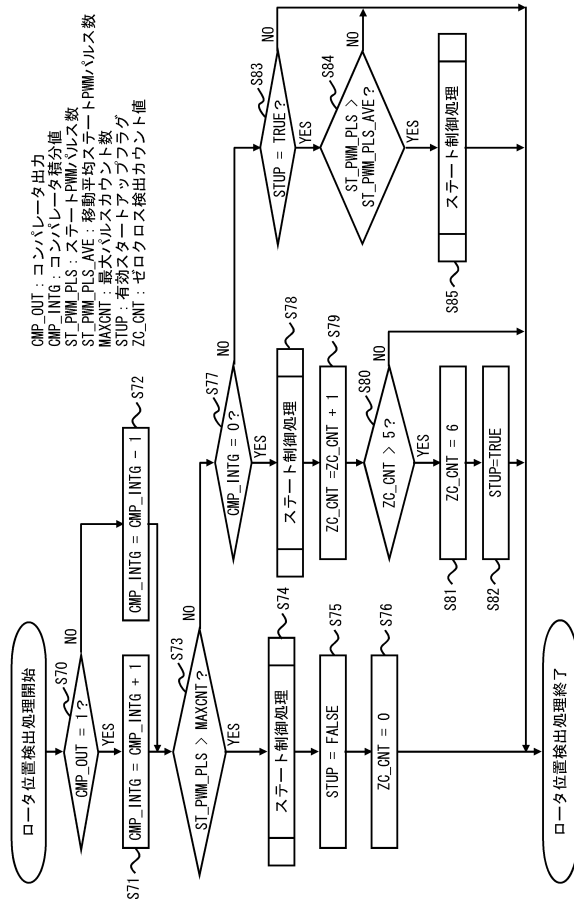 CMP_OUT：コンパレータ出力
CMP_INTG：コンパレータ積分値
ST_PWM_PLS：ステートPWMパルス数
ST_PWM_PLS_AVE：移動平均ステートPWMパルス数
MAXCNT：最大パルスカウント数
STUP：有効スタートアップフラグ
ZC_CNT：ゼロクロス検出カウント値
ロータ位置検出処理開始
S70
CMP_OUT = 1?
YES
NO
S71
CMP_INTG = CMP_INTG + 1
S72
CMP_INTG = CMP_INTG - 1
S73
ST_PWM_PLS > MAXCNT?
YES
NO
S74
ステート制御処理
S75
STUP = FALSE
S76
ZC_CNT = 0
S77
CMP_INTG = 0?
YES
NO
S78
ステート制御処理
S79
ZC_CNT =ZC_CNT + 1
S80
ZC_CNT > 5?
YES
NO
S81
ZC_CNT = 6
S82
STUP=TRUE
S83
STUP = TRUE?
YES
NO
S84
ST_PWM_PLS >
ST_PWM_PLS_AVE?
YES
NO
S85
ステート制御処理
ロータ位置検出処理終了